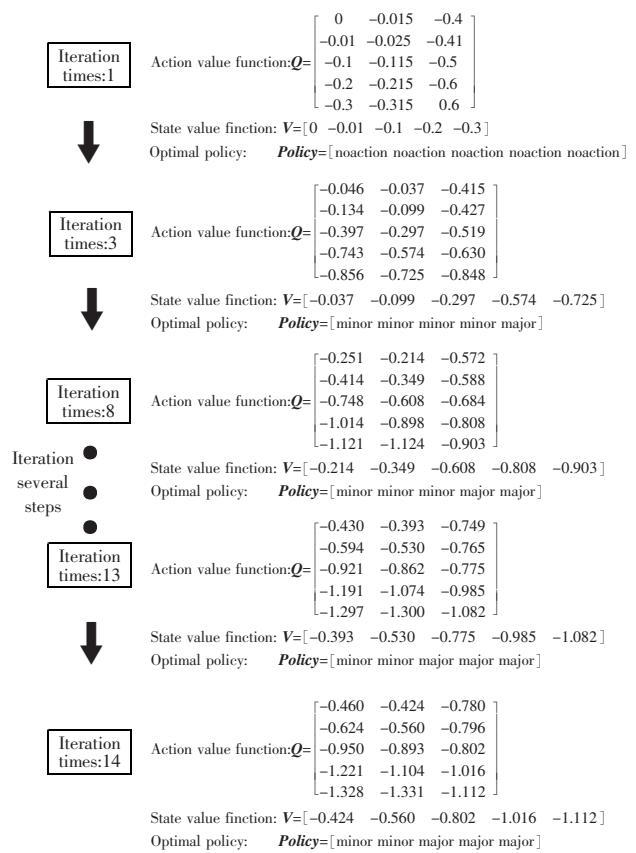 Iteration
times:1
Action value function:Q=
0 −0.015 −0.4
−0.01 −0.025 −0.41
−0.1 −0.115 −0.5
−0.2 −0.215 −0.6
−0.3 −0.315 0.6
State value finction: V=[0 −0.01 −0.1 −0.2 −0.3]
Optimal policy: Policy=[noaction noaction noaction noaction noaction]
Iteration
times:3
Action value function:Q=
−0.046 −0.037 −0.415
−0.134 −0.099 −0.427
−0.397 −0.297 −0.519
−0.743 −0.574 −0.630
−0.856 −0.725 −0.848
State value finction: V=[−0.037 −0.099 −0.297 −0.574 −0.725]
Optimal policy: Policy=[minor minor minor minor major]
Iteration
times:8
Action value function:Q=
−0.251 −0.214 −0.572
−0.414 −0.349 −0.588
−0.748 −0.608 −0.684
−1.014 −0.898 −0.808
−1.121 −1.124 −0.903
State value finction: V=[−0.214 −0.349 −0.608 −0.808 −0.903]
Optimal policy: Policy=[minor minor minor major major]
Iteration
several
steps
Iteration
times:13
Action value function:Q=
−0.430 −0.393 −0.749
−0.594 −0.530 −0.765
−0.921 −0.862 −0.775
−1.191 −1.074 −0.985
−1.297 −1.300 −1.082
State value finction: V=[−0.393 −0.530 −0.775 −0.985 −1.082]
Optimal policy: Policy=[minor minor major major major]
Iteration
times:14
Action value function:Q=
−0.460 −0.424 −0.780
−0.624 −0.560 −0.796
−0.950 −0.893 −0.802
−1.221 −1.104 −1.016
−1.328 −1.331 −1.112
State value finction: V=[−0.424 −0.560 −0.802 −1.016 −1.112]
Optimal policy: Policy=[minor minor major major major]